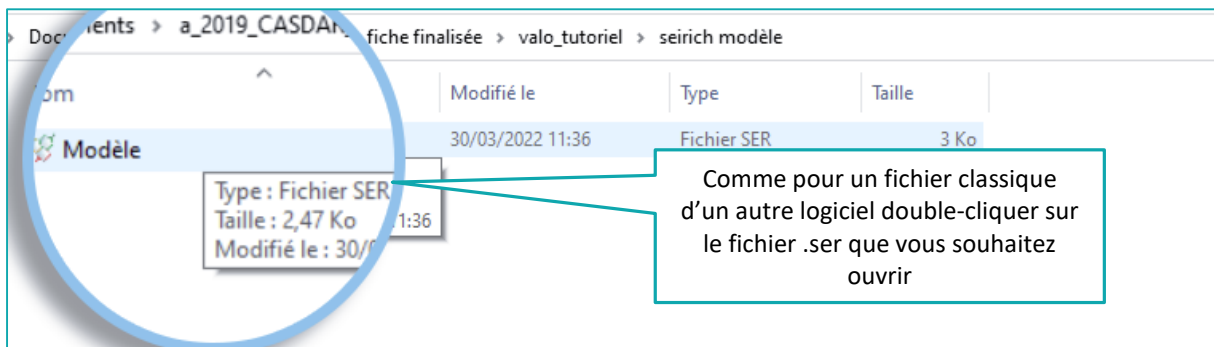 Documents > a_2019_CASDAR fiche finalisée > valo_tutoriel > seirich modèle
Nom Modifié le Type Taille
Modèle 30/03/2022 11:36 Fichier SER 3 Ko
Type : Fichier SER
Taille : 2,47 Ko 11:36
Modifié le : 30/
Comme pour un fichier classique
d’un autre logiciel double-cliquer sur
le fichier .ser que vous souhaitez
ouvrir